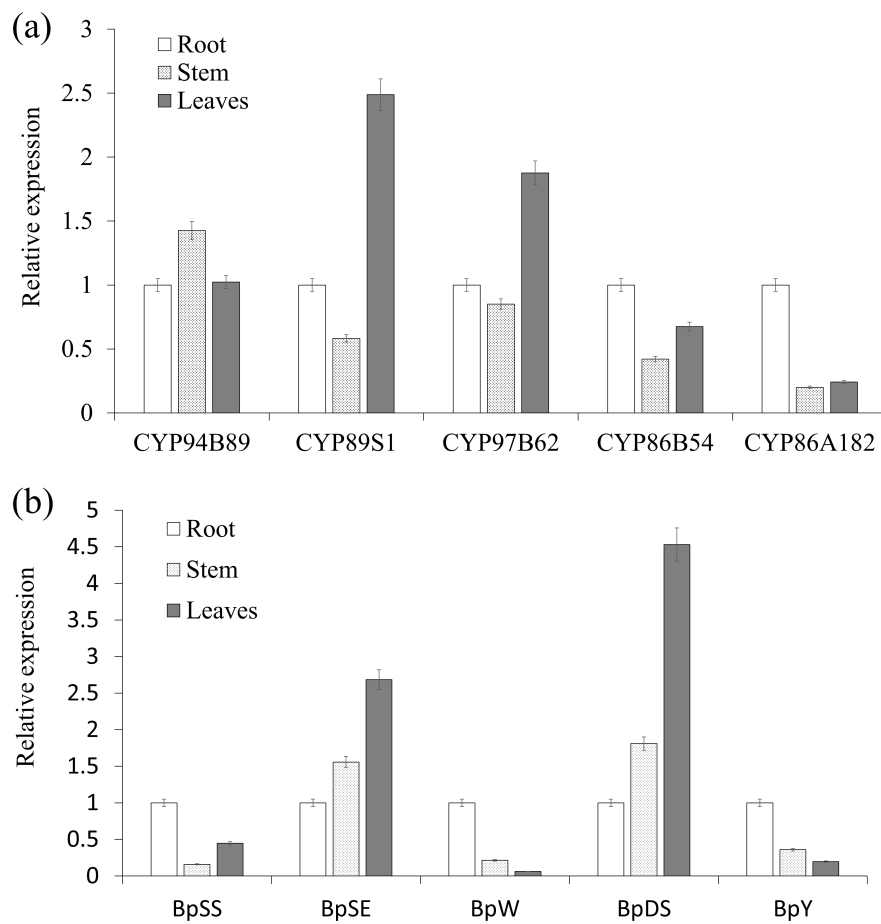 (a)
3
2.5
2
1.5
1
0.5
0
Relative expression
Root
Stem
Leaves
CYP94B89 CYP89S1 CYP97B62 CYP86B54 CYP86A182
(b)
5
4.5
4
3.5
3
2.5
2
1.5
1
0.5
0
Relative expression
Root
Stem
Leaves
BpSS BpSE BpW BpDS BpY